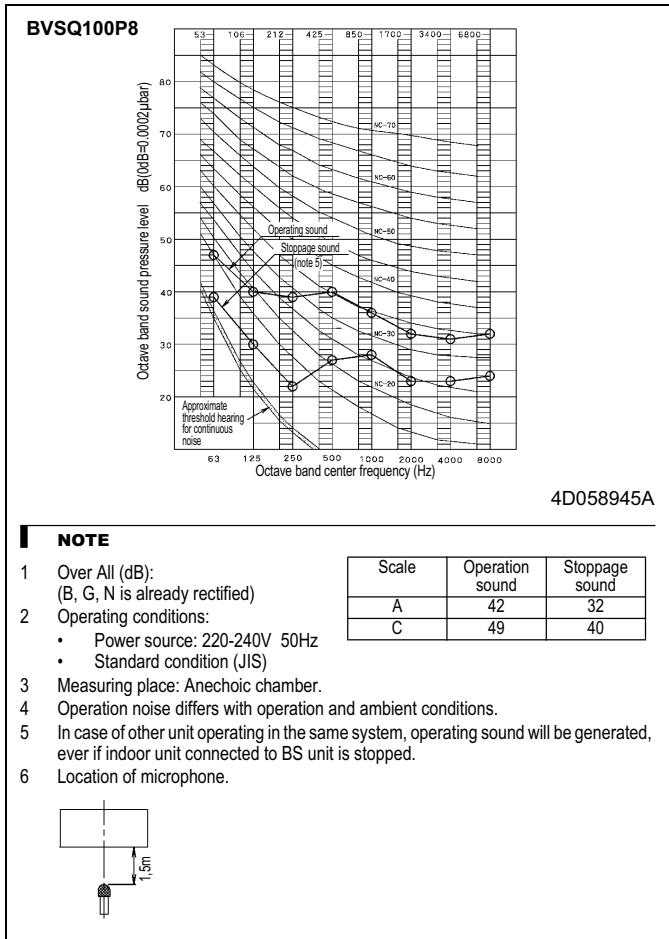 BVSQ100P8
53 106 212 425 850 1700 3400 6800
Octave band sound pressure level dB(0dB=0.0002µbar)
80
70
60
50
40
30
20
NC-70
NC-60
NC-50
NC-40
NC-30
NC-20
Operating sound
Stoppage sound
(note 5)
Approximate
threshold hearing
for continuous
noise
63 125 250 500 1000 2000 4000 8000
Octave band center frequency (Hz)
4D058945A
NOTE
1 Over All (dB):
(B, G, N is already rectified)
Scale Operation sound Stoppage sound
A 42 32
C 49 40
2 Operating conditions:
• Power source: 220-240V 50Hz
• Standard condition (JIS)
3 Measuring place: Anechoic chamber.
4 Operation noise differs with operation and ambient conditions.
5 In case of other unit operating in the same system, operating sound will be generated,
ever if indoor unit connected to BS unit is stopped.
6 Location of microphone.
1,5m